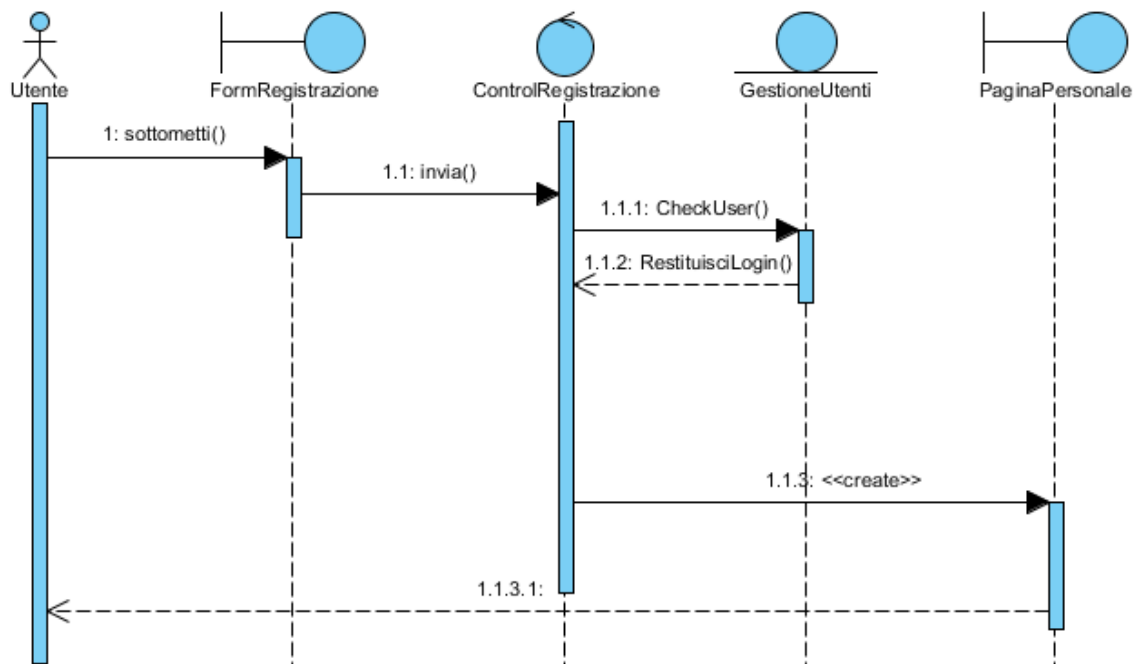 Utente
FormRegistrazione
ControlRegistrazione
GestioneUtenti
PaginaPersonale
1: sottometti()
1.1: invia()
1.1.1: CheckUser()
1.1.2: RestituisciLogin()
1.1.3: <<create>>
1.1.3.1: